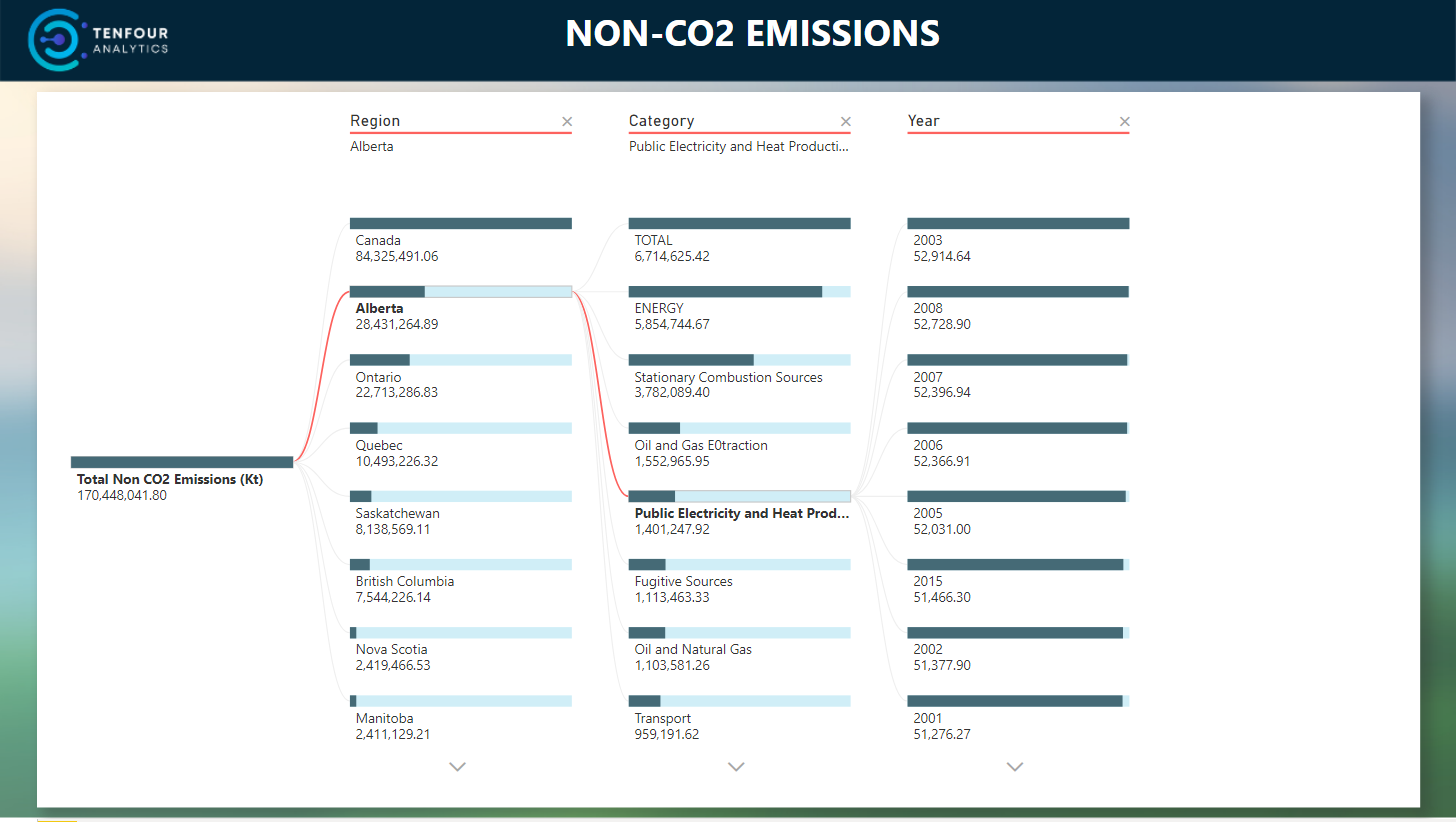 TENFOUR
ANALYTICS
NON-CO2 EMISSIONS
Region
Alberta
Category
Public Electricity and Heat Producti...
Year
Total Non CO2 Emissions (Kt)
170,448,041.80
Canada
84,325,491.06
Alberta
28,431,264.89
Ontario
22,713,286.83
Quebec
10,493,226.32
Saskatchewan
8,138,569.11
British Columbia
7,544,226.14
Nova Scotia
2,419,466.53
Manitoba
2,411,129.21
TOTAL
6,714,625.42
ENERGY
5,854,744.67
Stationary Combustion Sources
3,782,089.40
Oil and Gas E0traction
1,552,965.95
Public Electricity and Heat Prod...
1,401,247.92
Fugitive Sources
1,113,463.33
Oil and Natural Gas
1,103,581.26
Transport
959,191.62
2003
52,914.64
2008
52,728.90
2007
52,396.94
2006
52,366.91
2005
52,031.00
2015
51,466.30
2002
51,377.90
2001
51,276.27